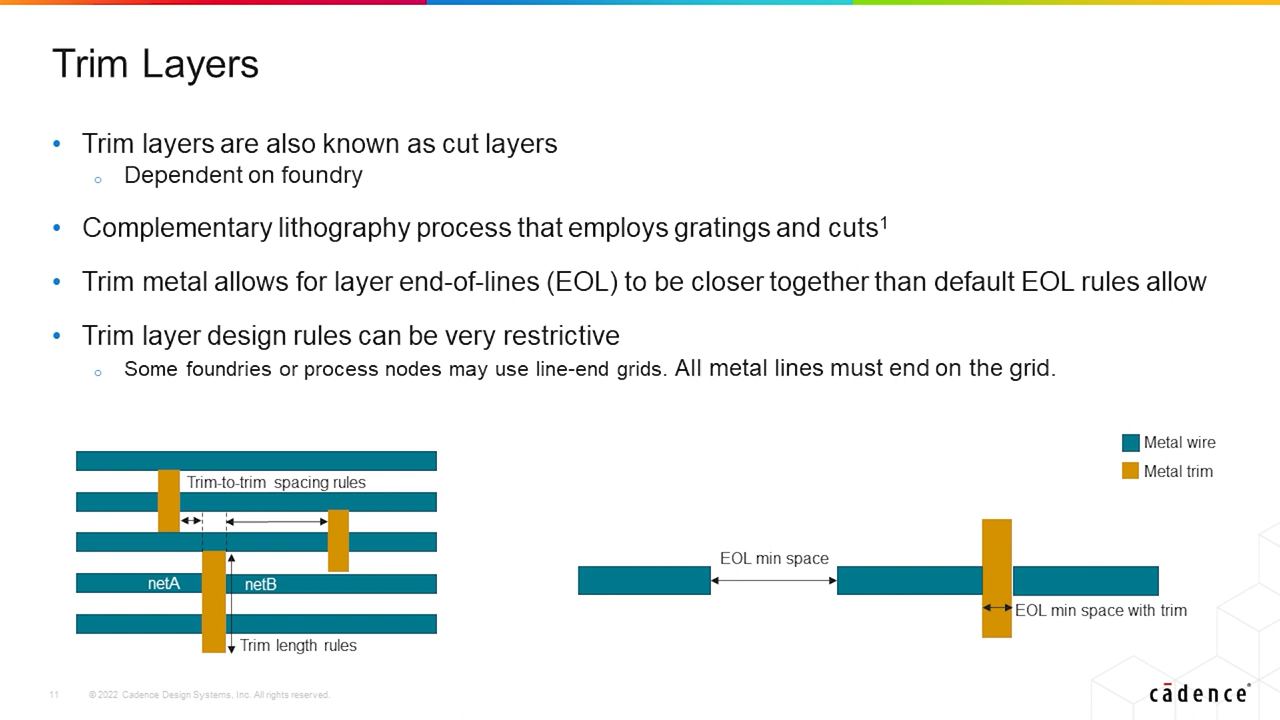 Trim Layers
• Trim layers are also known as cut layers
o Dependent on foundry
• Complementary lithography process that employs gratings and cuts¹
• Trim metal allows for layer end-of-lines (EOL) to be closer together than default EOL rules allow
• Trim layer design rules can be very restrictive
o Some foundries or process nodes may use line-end grids. All metal lines must end on the grid.
Metal wire
Metal trim
Trim-to-trim spacing rules
netA
netB
Trim length rules
EOL min space
EOL min space with trim
11
© 2022 Cadence Design Systems, Inc. All rights reserved.
cādence®